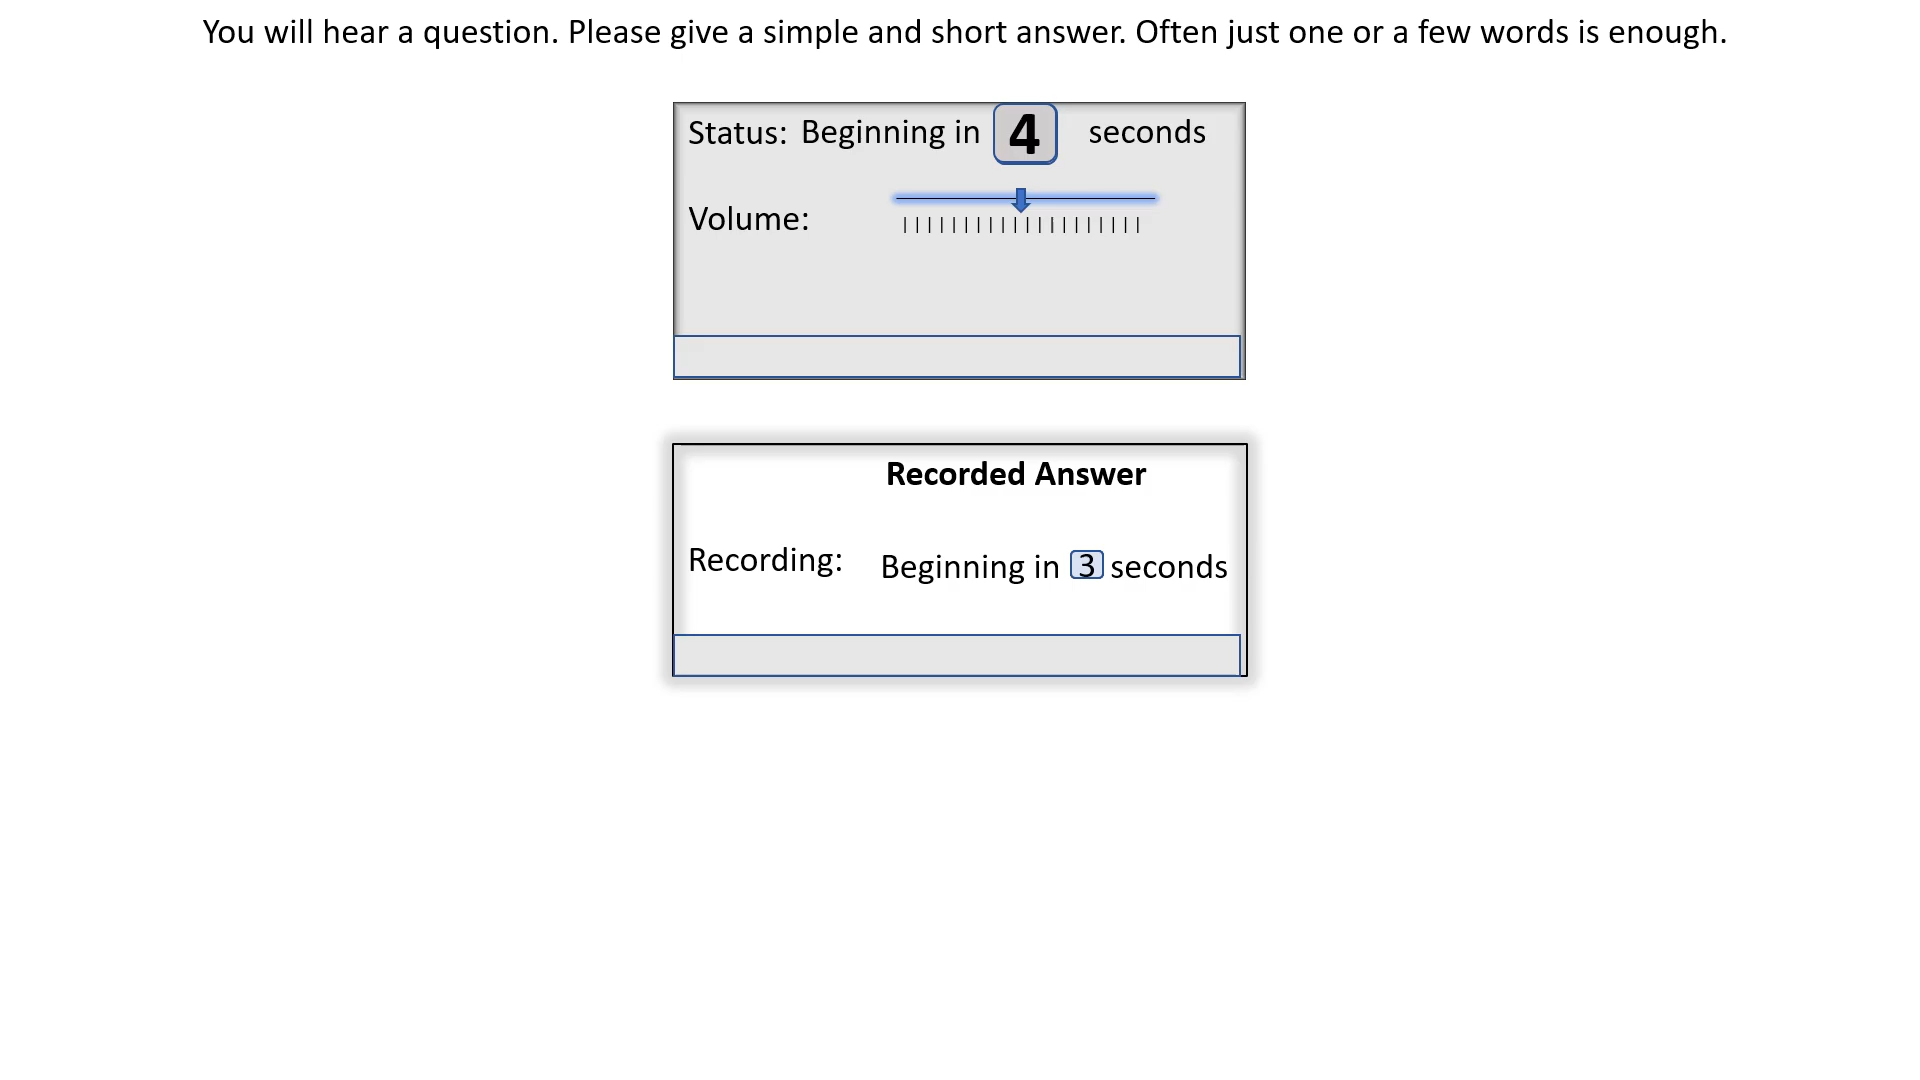 You will hear a question. Please give a simple and short answer. Often just one or a few words is enough.
Status: Beginning in 4 seconds
Volume:
Recorded Answer
Recording: Beginning in 3 seconds